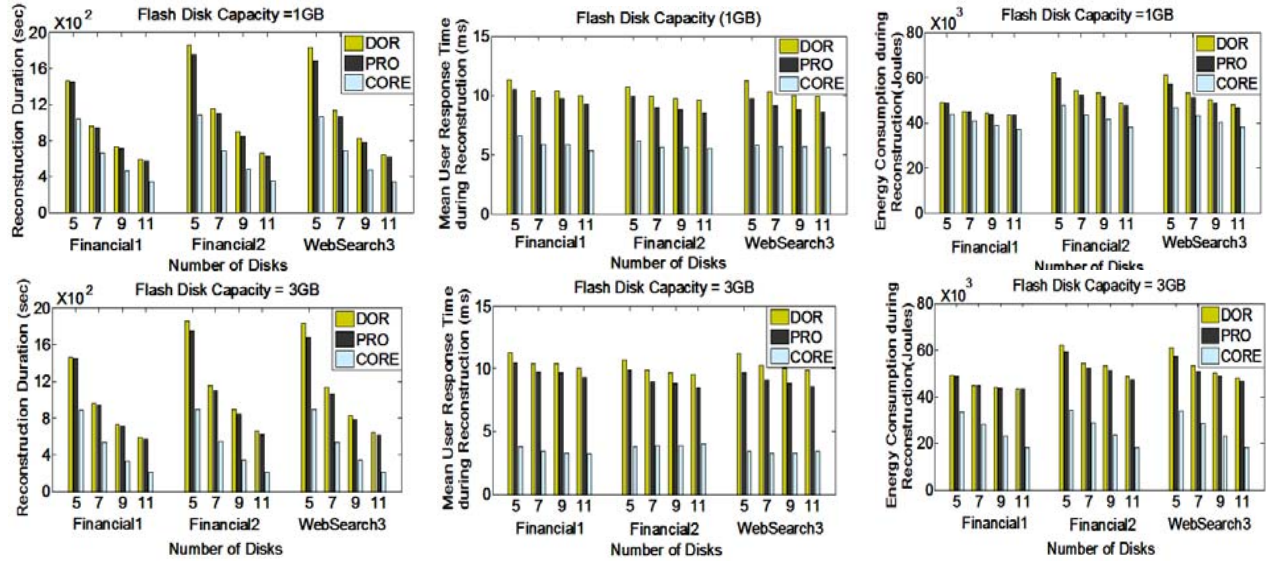 Flash Disk Capacity =1GB
X10²
Reconstruction Duration (sec)
20
16
12
8
4
0
DOR
PRO
CORE
5 7 9 11 5 7 9 11 5 7 9 11
Financial1 Financial2 WebSearch3
Number of Disks
Flash Disk Capacity (1GB)
Mean User Response Time
during Reconstruction (ms)
15
10
5
0
DOR
PRO
CORE
5 7 9 11 5 7 9 11 5 7 9 11
Financial1 Financial2 WebSearch3
Number of Disks
Flash Disk Capacity =1GB
X10³
Energy Consumption during
Reconstruction(Joules)
80
60
40
20
0
DOR
PRO
CORE
5 7 9 11 5 7 9 11 5 7 9 11
Financial1 Financial2 WebSearch3
Number of Disks
Flash Disk Capacity = 3GB
X10²
Reconstruction Duration (sec)
20
16
12
8
4
0
DOR
PRO
CORE
5 7 9 11 5 7 9 11 5 7 9 11
Financial1 Financial2 WebSearch3
Number of Disks
Flash Disk Capacity = 3GB
Mean User Response Time
during Reconstrction (ms)
15
10
5
0
DOR
PRO
CORE
5 7 9 11 5 7 9 11 5 7 9 11
Financial1 Financial2 WebSearch3
Number of Disks
Flash Disk Capacity = 3GB
X10³
Energy Consumption during
Reconstruction(Joules)
80
60
40
20
0
DOR
PRO
CORE
5 7 9 11 5 7 9 11 5 7 9 11
Financial1 Financial2 WebSearch3
Number of Disks